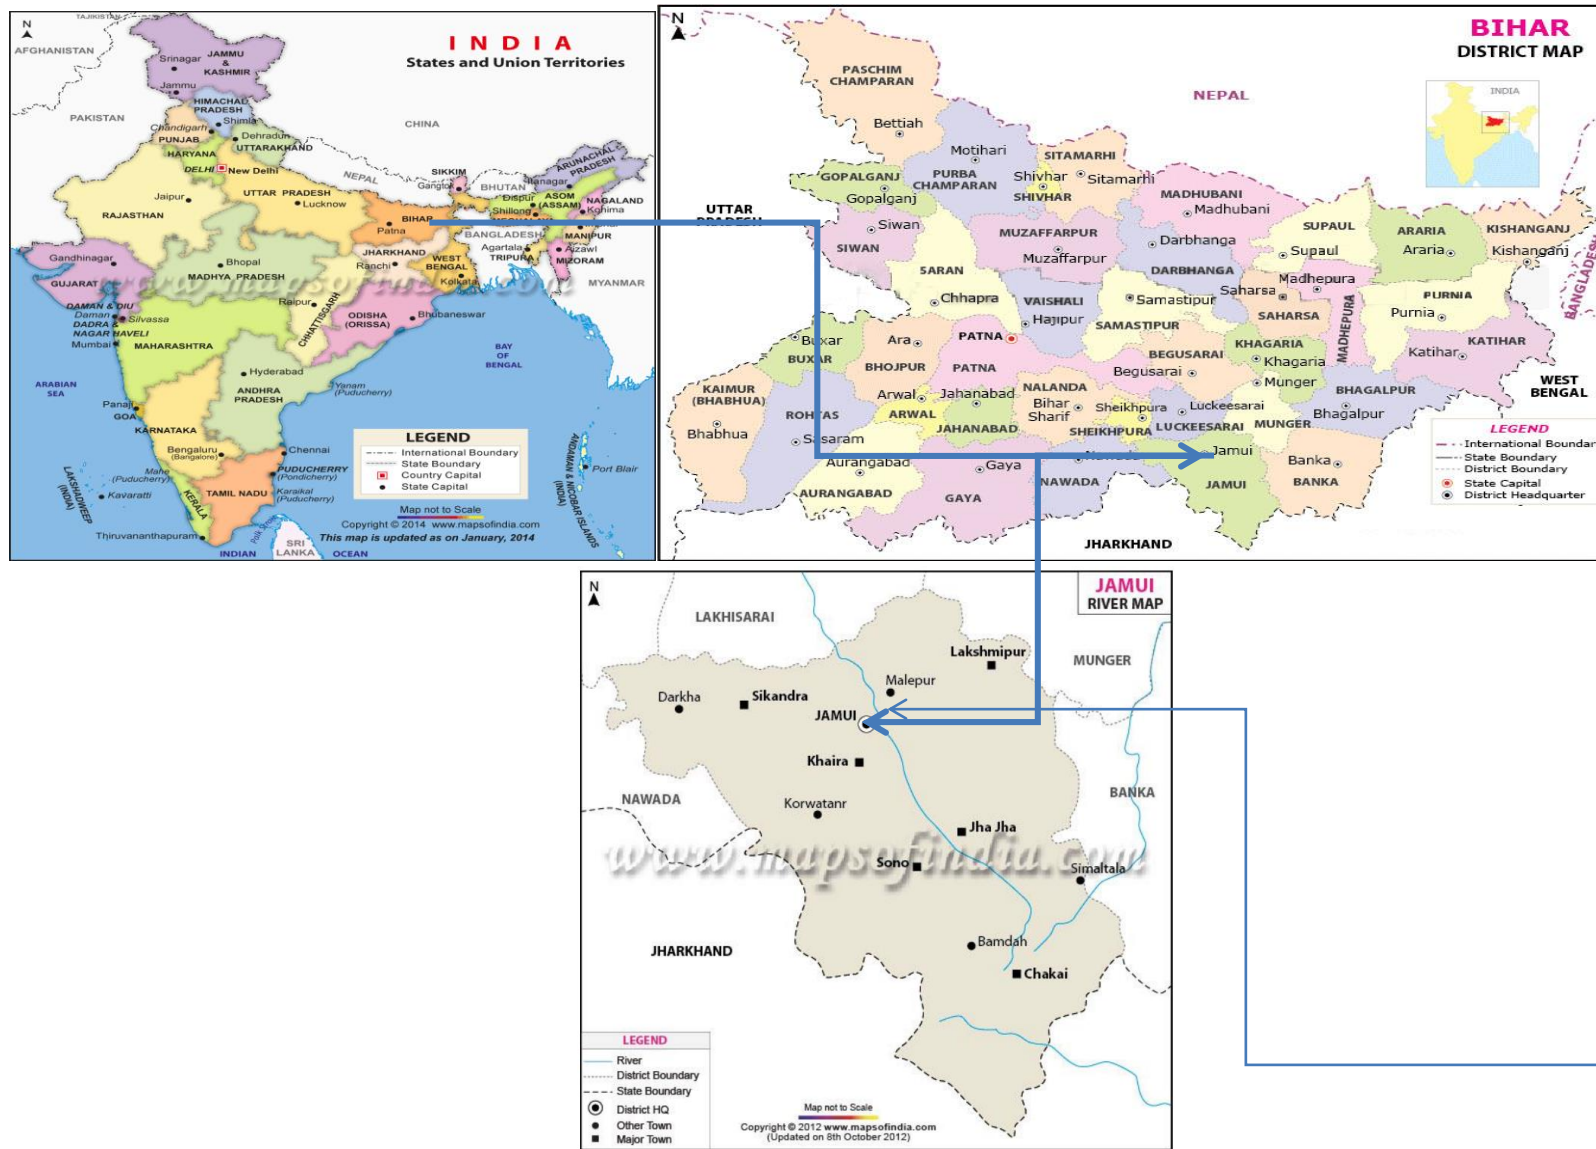 N
TAJIKISTAN
AFGHANISTAN
I N D I A
States and Union Territories
JAMMU
&
KASHMIR
Srinagar
Jammu
HIMACHAL
PRADESH
Shimla
PAKISTAN
CHINA
Chandigarh
PUNJAB
Dehradun
UTTARAKHAND
HARYANA
DELHI
New Delhi
RAJASTHAN
Jaipur
UTTAR PRADESH
Lucknow
NEPAL
SIKKIM
Gangtok
BHUTAN
ARUNACHAL
PRADESH
Itanagar
Dispur
ASOM
(ASSAM)
NAGALAND
Kohima
Shillong
MANIPUR
BIHAR
Patna
BANGLADESH
Agartala
TRIPURA
Aizawl
MIZORAM
MYANMAR
JHARKHAND
Ranchi
WEST
BENGAL
Kolkata
Gandhinagar
GUJARAT
Bhopal
MADHYA PRADESH
www.mapsofindia.com
Raipur
CHHATTISGARH
ODISHA
(ORISSA)
Bhubaneswar
DAMAN & DIU
Daman
Silvassa
DADRA &
NAGAR HAVELI
Mumbai
MAHARASHTRA
BAY
OF
BENGAL
ARABIAN
SEA
Hyderabad
ANDHRA
PRADESH
Yanam
(Puducherry)
Panaji
GOA
KARNATAKA
Bengaluru
(Bangalore)
Chennai
Mahe
(Puducherry)
PUDUCHERRY
(Pondicherry)
Karaikal
(Puducherry)
TAMIL NADU
KERALA
LAKSHADWEEP
(INDIA)
Kavaratti
Thiruvananthapuram
ANDAMAN & NICOBAR ISLANDS
(INDIA)
Port Blair
SRI
LANKA
INDIAN
OCEAN
LEGEND
International Boundary
State Boundary
Country Capital
State Capital
Map not to Scale
Copyright © 2014 www.mapsofindia.com
This map is updated as on January, 2014
N
BIHAR
DISTRICT MAP
INDIA
NEPAL
PASCHIM
CHAMPARAN
Bettiah
Motihari
PURBA
CHAMPARAN
SITAMARHI
Sitamarhi
Shivhar
SHIVHAR
GOPALGANJ
Gopalganj
UTTAR
PRADESH
Siwan
SIWAN
MUZAFFARPUR
Muzaffarpur
MADHUBANI
Madhubani
Darbhanga
DARBHANGA
SUPAUL
Supaul
ARARIA
Araria
KISHANGANJ
Kishanganj
BANGLADESH
SARAN
Chhapra
VAISHALI
Hajipur
Samastipur
SAMASTIPUR
Madhepura
Saharsa
SAHARSA
MADHEPURA
PURNIA
Purnia
KATIHAR
Katihar
Buxar
BUXAR
Ara
BHOJPUR
PATNA
PATNA
BEGUSARAI
Begusarai
KHAGARIA
Khagaria
Munger
MUNGER
BHAGALPUR
Bhagalpur
WEST
BENGAL
KAIMUR
(BHABHUA)
Bhabhua
ROHTAS
Sasaram
Arwal
ARWAL
Jahanabad
JAHANABAD
NALANDA
Bihar
Sharif
Sheikhpura
SHEIKHPURA
Luckeesarai
LUCKEESARAI
Aurangabad
AURANGABAD
Gaya
GAYA
Nawada
NAWADA
Jamui
JAMUI
Banka
BANKA
JHARKHAND
LEGEND
International Boundary
State Boundary
District Boundary
State Capital
District Headquarter
N
JAMUI
RIVER MAP
LAKHISARAI
MUNGER
Lakshmipur
Malepur
Darkha
Sikandra
JAMUI
Khaira
NAWADA
Korwatanr
BANKA
Jha Jha
www.mapsofindia.com
Sono
Simaltala
JHARKHAND
Bamdah
Chakai
LEGEND
River
District Boundary
State Boundary
District HQ
Other Town
Major Town
Map not to Scale
Copyright © 2012 www.mapsofindia.com
(Updated on 8th October 2012)